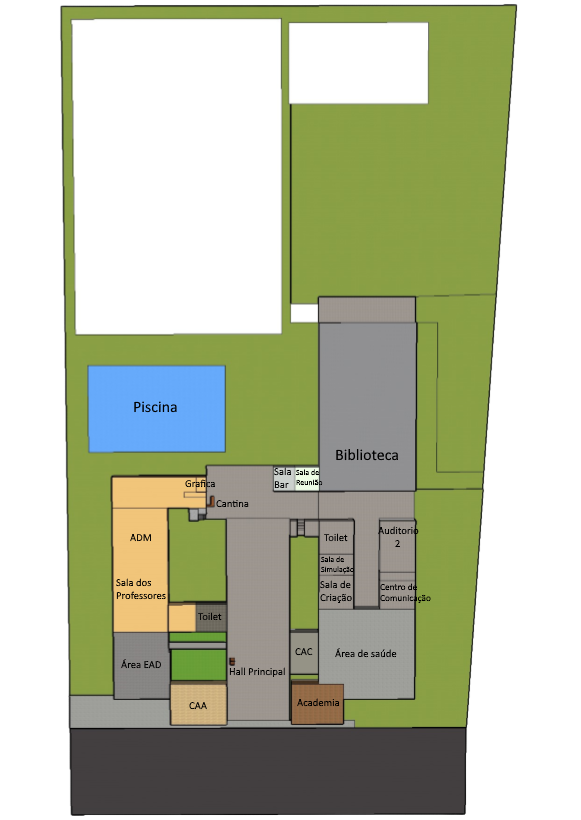 Piscina
Biblioteca
Sala
Bar
Sala de
Reunião
Grafica
Cantina
ADM
Toilet
Auditorio
2
Sala de
Simulação
Sala dos
Professores
Sala de
Criação
Centro de
Comunicação
Toilet
Área EAD
Hall Principal
CAC
Área de saúde
CAA
Academia